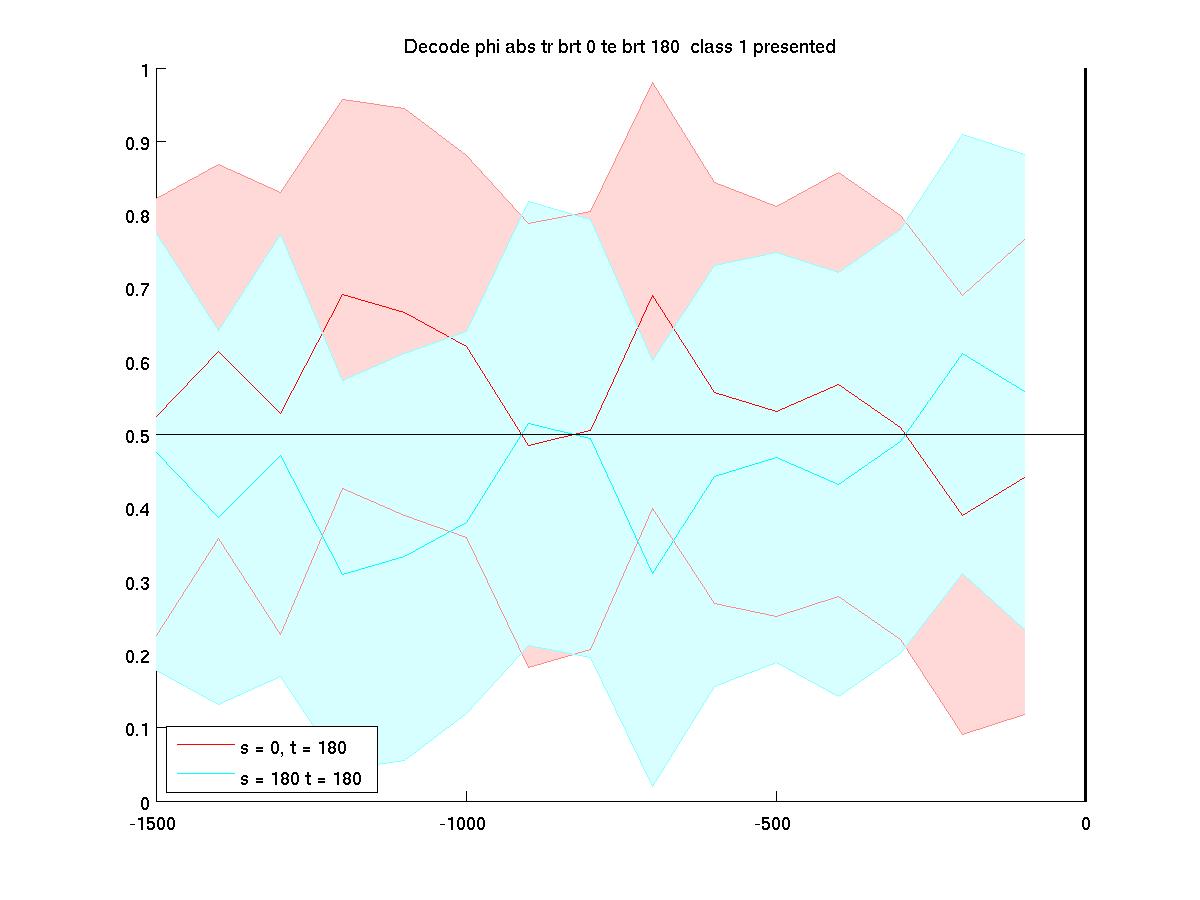 Decode phi abs tr brt 0 te brt 180  class 1 presented
1
0.9
0.8
0.7
0.6
0.5
0.4
0.3
0.2
0.1
0
s = 0, t = 180
s = 180 t = 180
-1500 -1000 -500 0